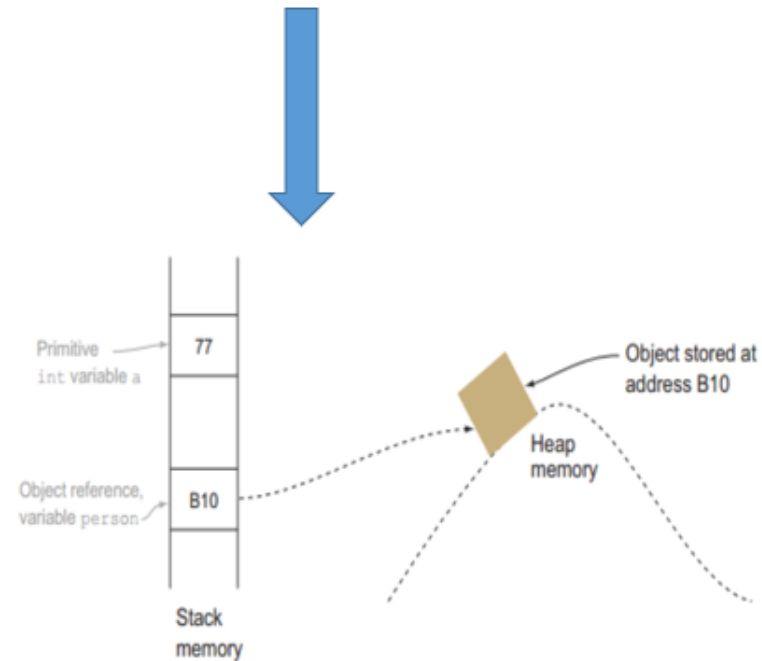 77
Primitive
int variable a
Object stored at
address B10
Heap
memory
Object reference,
variable person
B10
Stack
memory